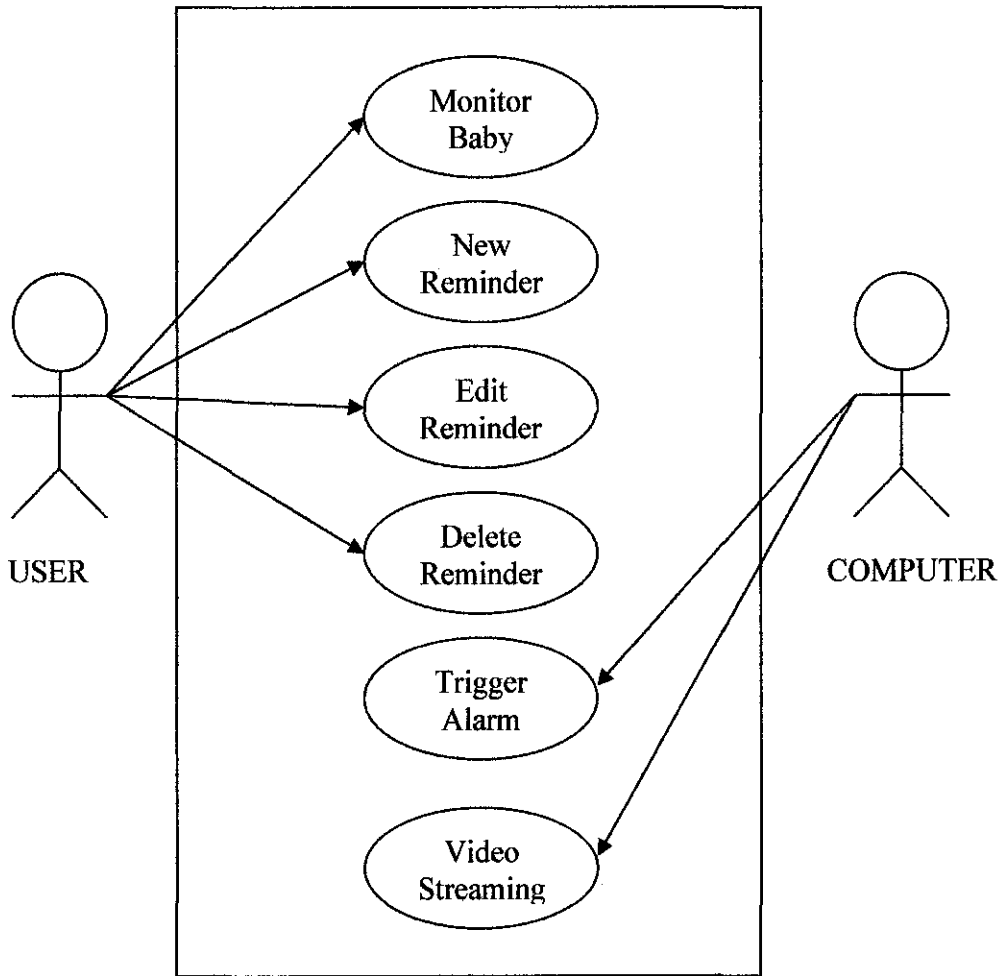 Monitor
Baby
New
Reminder
Edit
Reminder
Delete
Reminder
Trigger
Alarm
Video
Streaming
USER
COMPUTER